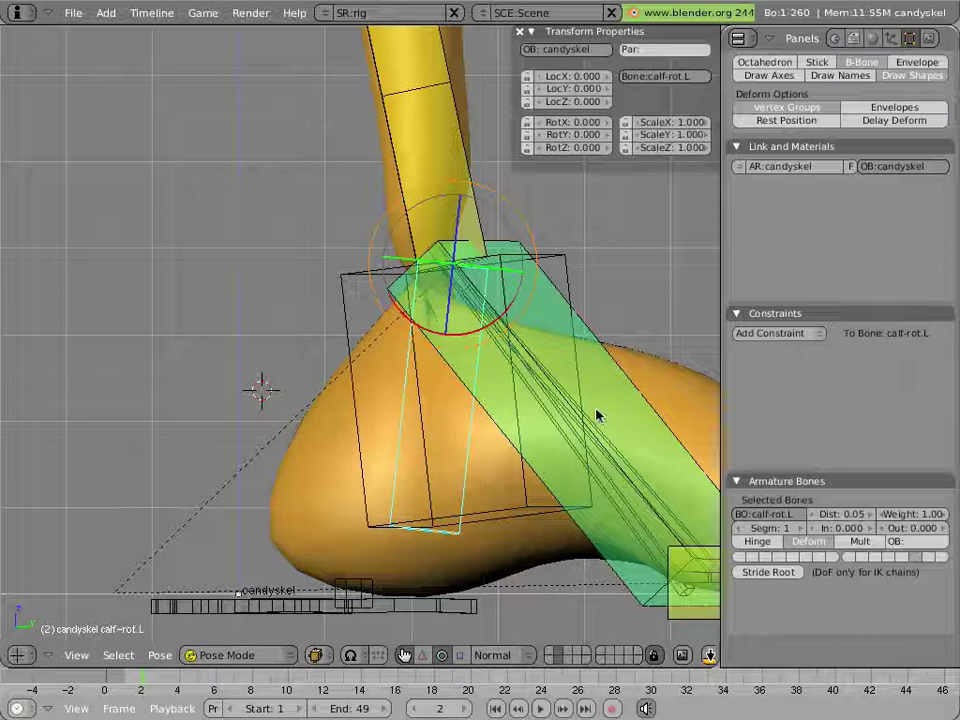 File Add Timeline Game Render Help SR:rig SCE:Scene www.blender.org 244 Bo:1-260 | Mem:11.55M candyskel
Transform Properties
OB: candyskel Par:
LocX: 0.000 Bone:calf-rot.L
LocY: 0.000
LocZ: 0.000
RotX: 0.000 ScaleX: 1.000
RotY: 0.000 ScaleY: 1.000
RotZ: 0.000 ScaleZ: 1.000
Panels
Octahedron Stick B-Bone Envelope
Draw Axes Draw Names Draw Shapes
Deform Options
Vertex Groups Envelopes
Rest Position Delay Deform
Link and Materials
AR:candyskel F OB:candyskel
Constraints
Add Constraint To Bone: calf-rot.L
Armature Bones
Selected Bones
BO:calf-rot.L Dist: 0.05 Weight: 1.00
Segm: 1 In: 0.000 Out: 0.000
Hinge Deform Mult OB:
Stride Root (DoF only for IK chains)
candyskel
z
y
(2) candyskel calf-rot.L
View Select Pose Pose Mode Normal
-4 -2 0 2 4 6 8 10 12 14 16 18 20 22 24 26 28 30 32 34 36 38 40 42 44 46
View Frame Playback Pr Start: 1 End: 49 2